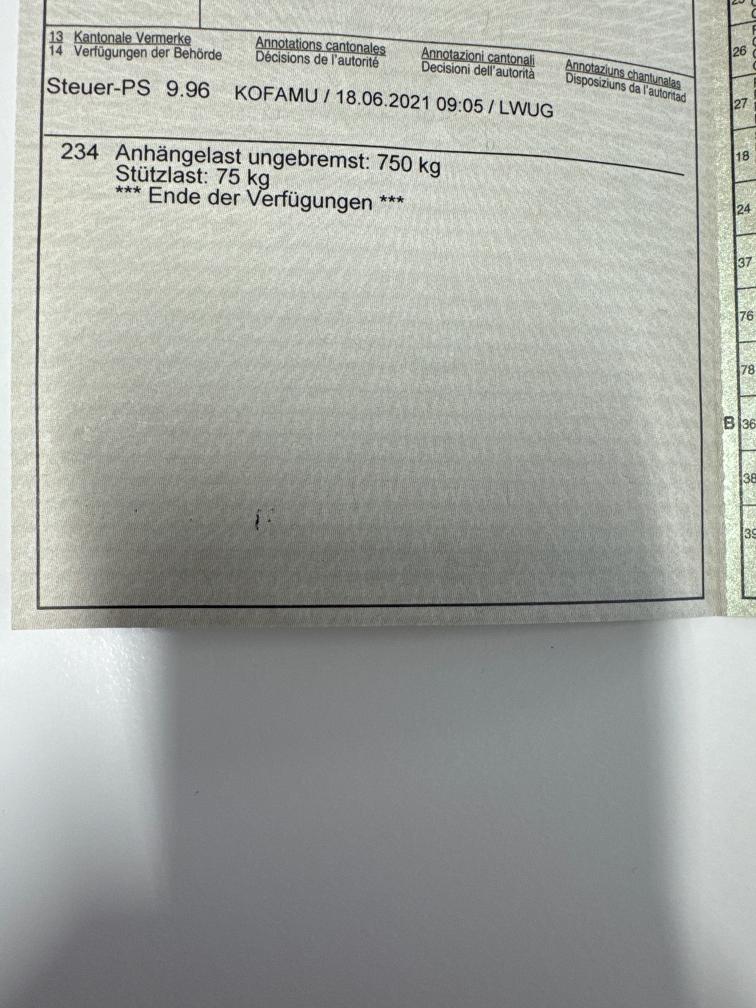 13 Kantonale Vermerke Annotations cantonales Annotazioni cantonali Annotaziuns chantunalas
14 Verfügungen der Behörde Décisions de l'autorité Decisioni dell'autorità Disposiziuns da l'autoritad
Steuer-PS 9.96 KOFAMU / 18.06.2021 09:05 / LWUG
234 Anhängelast ungebremst: 750 kg
Stützlast: 75 kg
*** Ende der Verfügungen ***
26
27
18
24
37
76
78
B 36
38
39